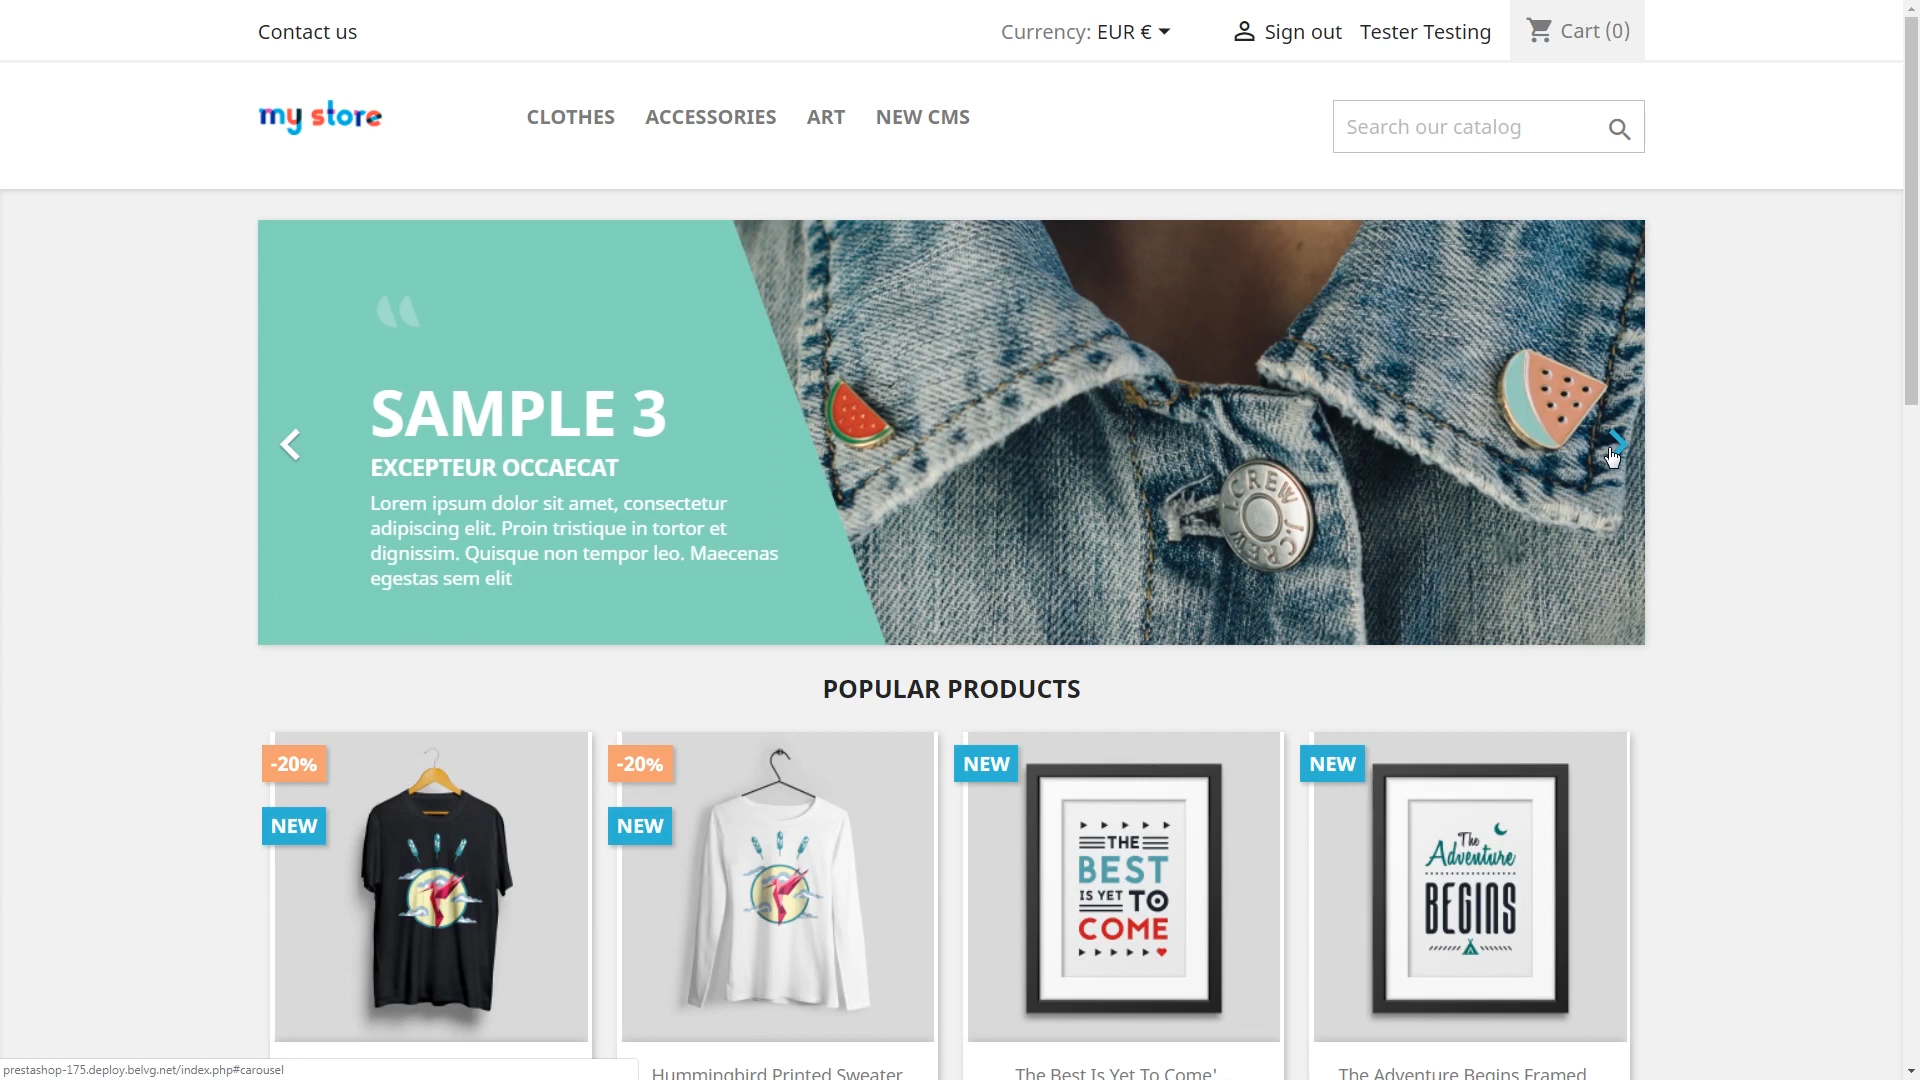 Contact us
Currency: EUR €
Sign out
Tester Testing
Cart (0)
my store
CLOTHES
ACCESSORIES
ART
NEW CMS
Search our catalog
SAMPLE 3
EXCEPTEUR OCCAECAT
Lorem ipsum dolor sit amet, consectetur
adipiscing elit. Proin tristique in tortor et
dignissim. Quisque non tempor leo. Maecenas
egestas sem elit
J.CREW J.CREW
POPULAR PRODUCTS
-20%
NEW
-20%
NEW
NEW
THE
BEST
IS YET TO
COME
NEW
The
Adventure
BEGINS
Hummingbird Printed Sweater
The Best Is Yet To Come'...
The Adventure Begins Framed...
prestashop-175.deploy.belvg.net/index.php#carousel